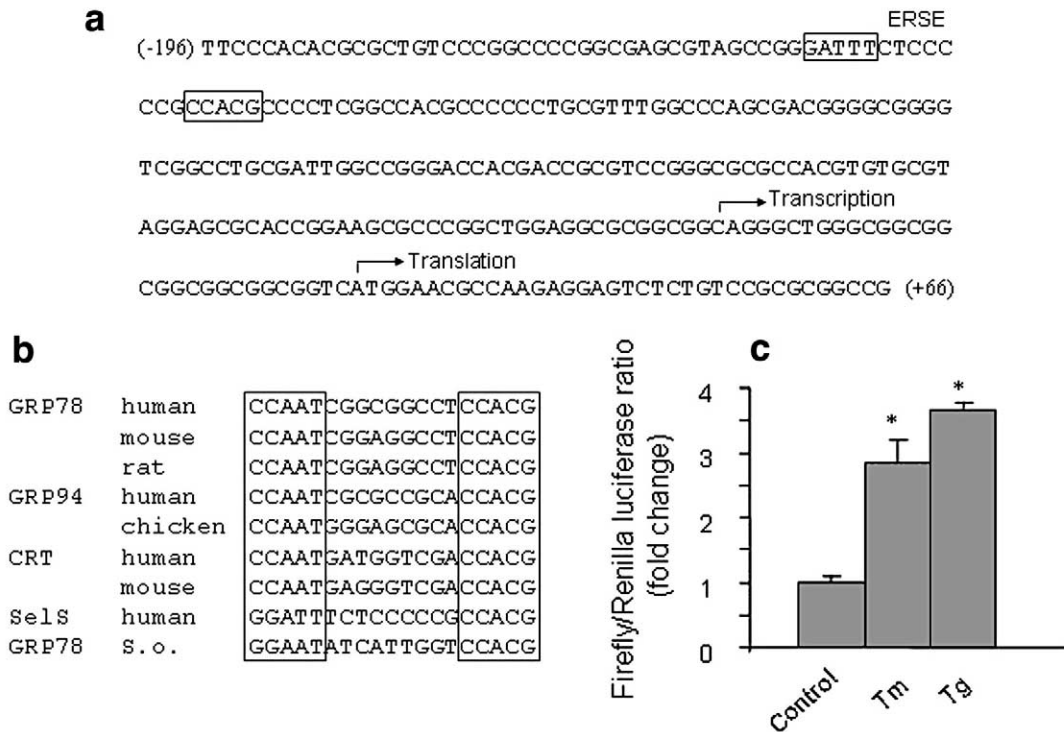 a
ERSE
(-196) TTCCCACACGCGCTGTCCCGGCCCCGGCGAGCGTAGCCGGGATTTCTCCC
CCGCCACGCCCCTCGGCCACGCCCCCCTGCGTTTGGCCCAGCGACGGGGCGGGG
TCGGCCTGCGATTGGCCGGGACCACGACCGCGTCCGGGCGCGCCACGTGTGCGT
Transcription
AGGAGCGCACCGGAAGCGCCCGGCTGGAGGCGCGGCGGCAGGGCTGGGCGGCGG
Translation
CGGCGGCGGCGGTCATGGAACGCCAAGAGGAGTCTCTGTCCGCGCGGCCG (+66)
b
GRP78 human CCAATCGGCGGCCTCCACG
mouse CCAATCGGAGGCCTCCACG
rat CCAATCGGAGGCCTCCACG
GRP94 human CCAATCGCGCCGCACCACG
chicken CCAATGGGAGCGCACCACG
CRT human CCAATGATGGTCGACCACG
mouse CCAATGAGGGTCGACCACG
SelS human GGATTTCTCCCCCGCCACG
GRP78 S.o. GGAATATCATTGGTCCACG
c
Firefly/Renilla luciferase ratio
(fold change)
4
3
2
1
0
*
*
Control
Tm
Tg